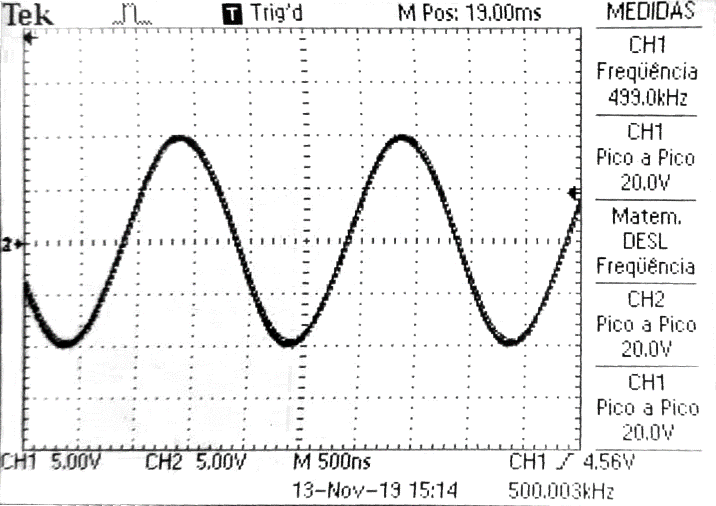 Tek Trig'd M Pos: 19.00ms MEDIDAS
CH1
Freqüência
499.0kHz
CH1
Pico a Pico
20.0V
Matem.
DESL
Freqüência
CH2
Pico a Pico
20.0V
CH1
Pico a Pico
20.0V
2
CH1 5.00V CH2 5.00V M 500ns CH1 4.56V
13-Nov-19 15:14 500.003kHz